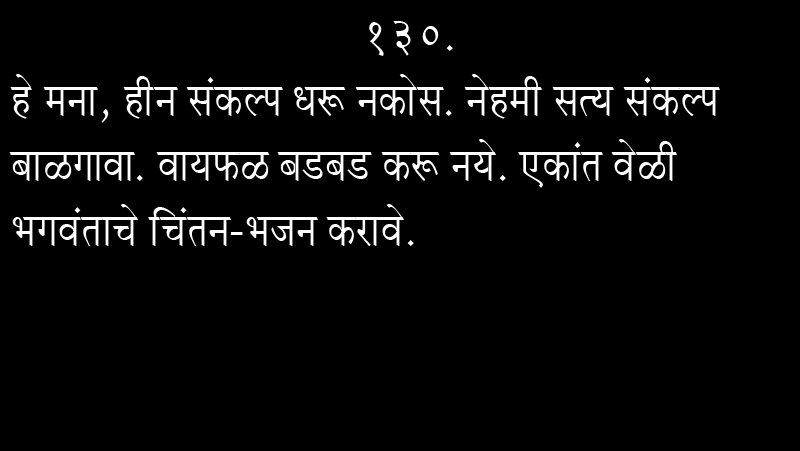 १३०.
हे मना, हीन संकल्प धरू नकोस. नेहमी सत्य संकल्प
बाळगावा. वायफळ बडबड करू नये. एकांत वेळी
भगवंताचे चिंतन-भजन करावे.